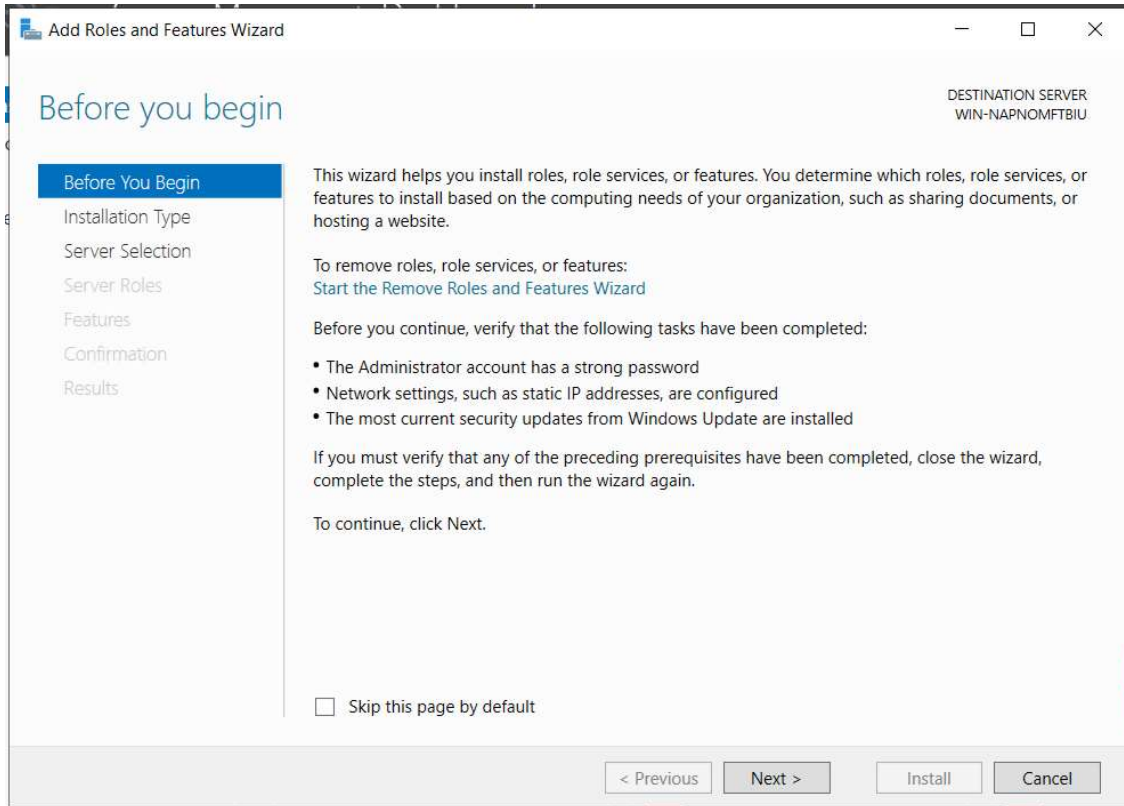 Add Roles and Features Wizard
Before you begin
DESTINATION SERVER
WIN-NAPNOMFTBIU
Before You Begin
Installation Type
Server Selection
Server Roles
Features
Confirmation
Results
This wizard helps you install roles, role services, or features. You determine which roles, role services, or
features to install based on the computing needs of your organization, such as sharing documents, or
hosting a website.
To remove roles, role services, or features:
Start the Remove Roles and Features Wizard
Before you continue, verify that the following tasks have been completed:
• The Administrator account has a strong password
• Network settings, such as static IP addresses, are configured
• The most current security updates from Windows Update are installed
If you must verify that any of the preceding prerequisites have been completed, close the wizard,
complete the steps, and then run the wizard again.
To continue, click Next.
Skip this page by default
< Previous
Next >
Install
Cancel